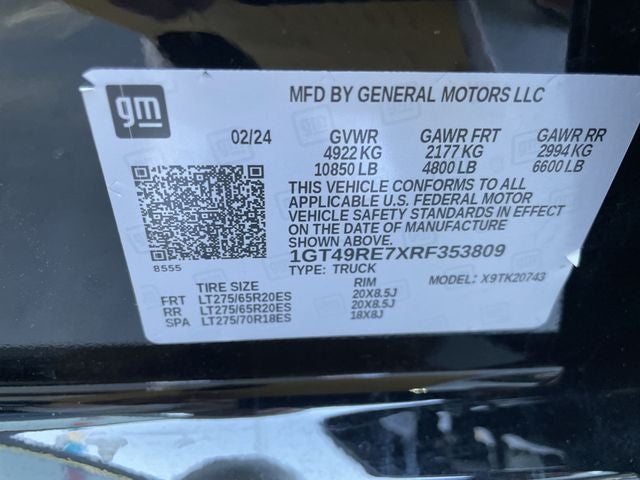 gm
MFD BY GENERAL MOTORS LLC
02/24 GVWR GAWR FRT GAWR RR
4922 KG 2177 KG 2994 KG
10850 LB 4800 LB 6600 LB
THIS VEHICLE CONFORMS TO ALL
APPLICABLE U.S. FEDERAL MOTOR
VEHICLE SAFETY STANDARDS IN EFFECT
ON THE DATE OF MANUFACTURE
SHOWN ABOVE.
8555 1GT49RE7XRF353809
TYPE: TRUCK MODEL: X9TK20743
TIRE SIZE RIM
FRT LT275/65R20ES 20X8.5J
RR LT275/65R20ES 20X8.5J
SPA LT275/70R18ES 18X8J